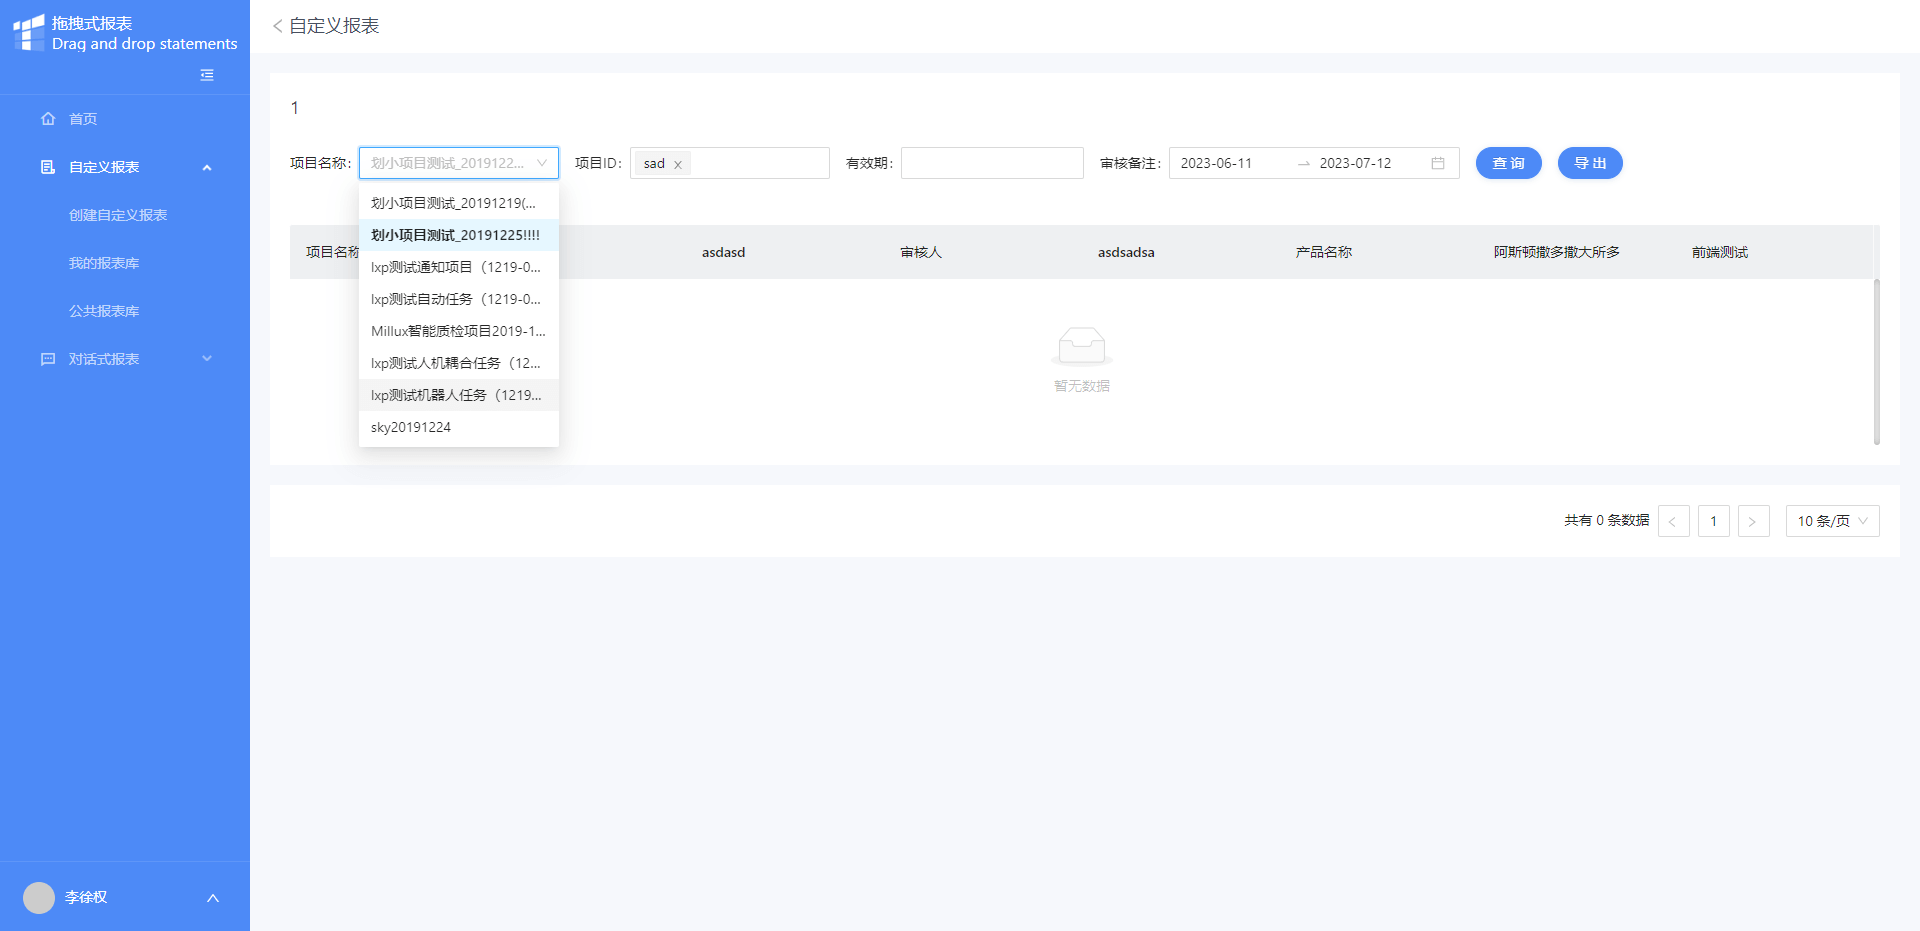 拖拽式报表
Drag and drop statements
首页
自定义报表
创建自定义报表
我的报表库
公共报表库
对话式报表
李徐权
自定义报表
1
项目名称: 划小项目测试_2019122... 项目ID: sad 有效期: 审核备注: 2023-06-11 2023-07-12 查 询 导 出
划小项目测试_20191219(...
划小项目测试_20191225!!!!
lxp测试通知项目（1219-0...
lxp测试自动任务（1219-0...
Millux智能质检项目2019-1...
lxp测试人机耦合任务（12...
lxp测试机器人任务（1219...
sky20191224
项目名称 asdasd 审核人 asdsadsa 产品名称 阿斯顿撒多撒大所多 前端测试
暂无数据
共有 0 条数据 1 10 条/页